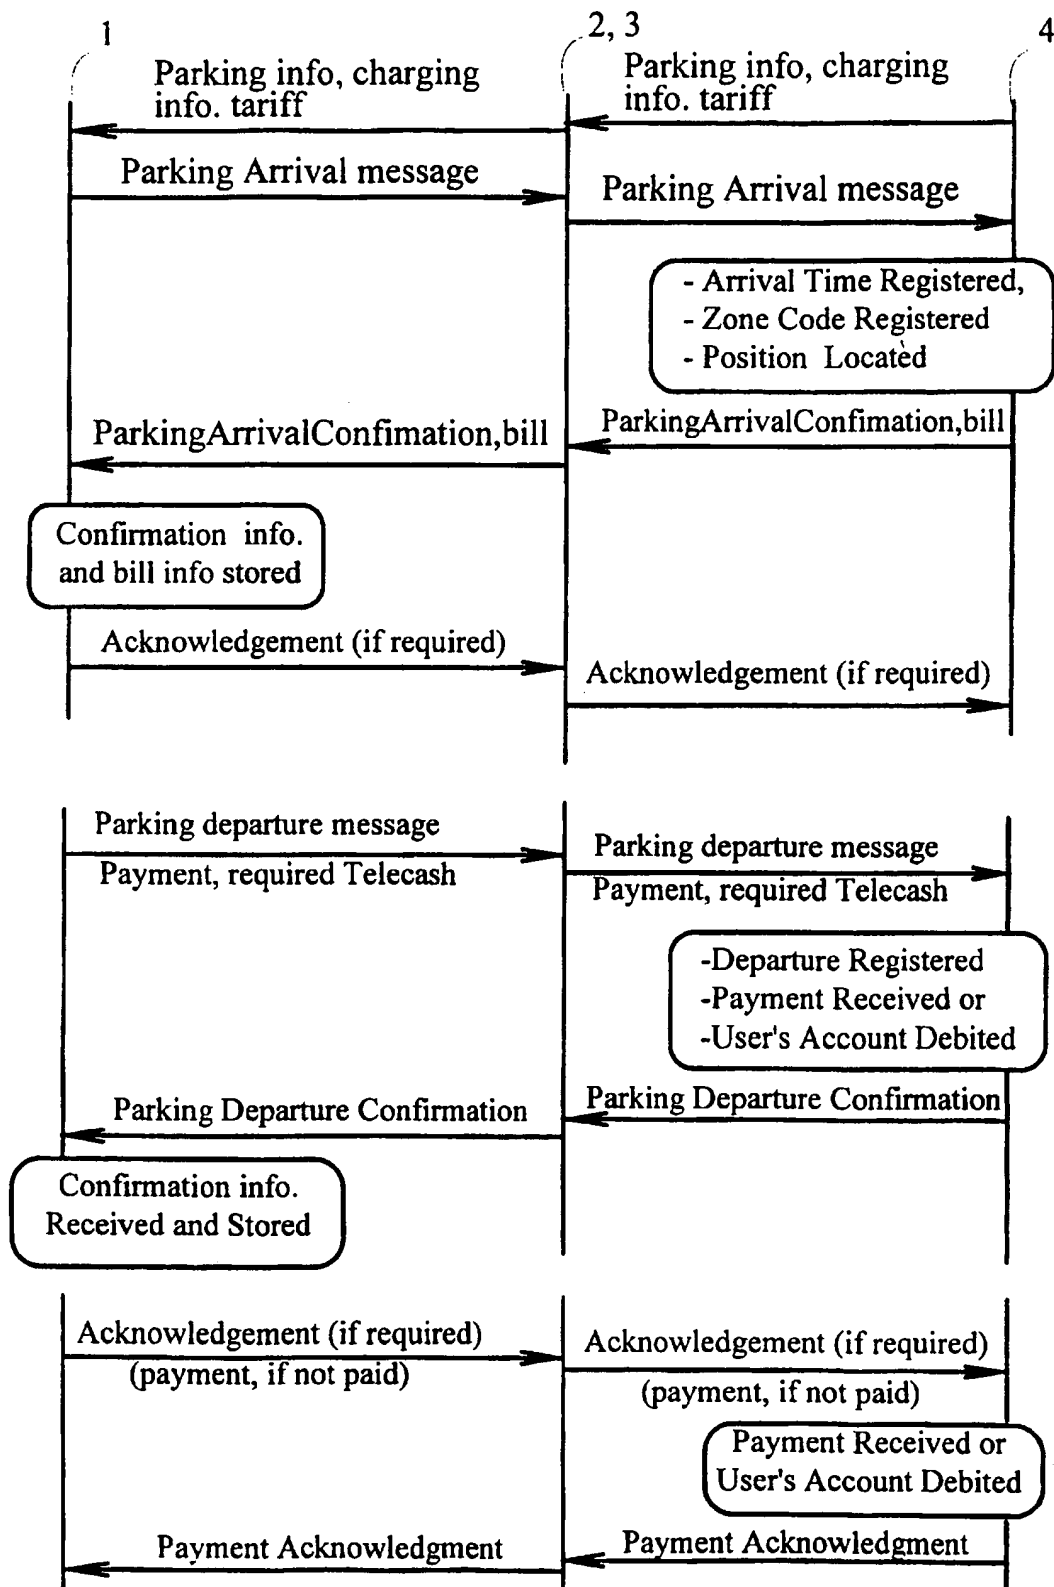 1
2, 3
4
Parking info, charging
info. tariff
Parking info, charging
info. tariff
Parking Arrival message
Parking Arrival message
- Arrival Time Registered,
- Zone Code Registered
- Position Located
ParkingArrivalConfimation,bill
ParkingArrivalConfimation,bill
Confirmation info.
and bill info stored
Acknowledgement (if required)
Acknowledgement (if required)
Parking departure message
Payment, required Telecash
Parking departure message
Payment, required Telecash
-Departure Registered
-Payment Received or
-User's Account Debited
Parking Departure Confirmation
Parking Departure Confirmation
Confirmation info.
Received and Stored
Acknowledgement (if required)
(payment, if not paid)
Acknowledgement (if required)
(payment, if not paid)
Payment Received or
User's Account Debited
Payment Acknowledgment
Payment Acknowledgment